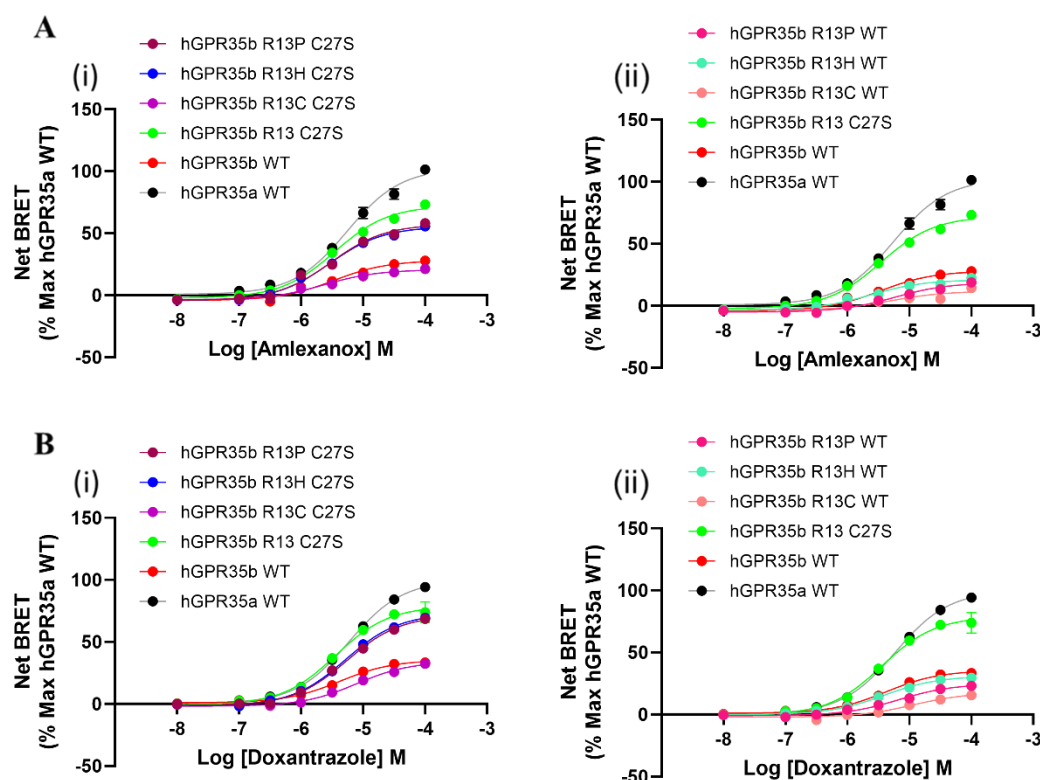 A
(i)
hGPR35b R13P C27S
hGPR35b R13H C27S
hGPR35b R13C C27S
hGPR35b R13 C27S
hGPR35b WT
hGPR35a WT
Net BRET
(% Max hGPR35a WT)
150
100
50
0
-50
-8
-7
-6
-5
-4
-3
Log [Amlexanox] M
(ii)
hGPR35b R13P WT
hGPR35b R13H WT
hGPR35b R13C WT
hGPR35b R13 C27S
hGPR35b WT
hGPR35a WT
Net BRET
(% Max hGPR35a WT)
150
100
50
0
-50
-8
-7
-6
-5
-4
-3
Log [Amlexanox] M
B
(i)
hGPR35b R13P C27S
hGPR35b R13H C27S
hGPR35b R13C C27S
hGPR35b R13 C27S
hGPR35b WT
hGPR35a WT
Net BRET
(% Max hGPR35a WT)
150
100
50
0
-50
-8
-7
-6
-5
-4
-3
Log [Doxantrazole] M
(ii)
hGPR35b R13P WT
hGPR35b R13H WT
hGPR35b R13C WT
hGPR35b R13 C27S
hGPR35b WT
hGPR35a WT
Net BRET
(% Max hGPR35a WT)
150
100
50
0
-50
-8
-7
-6
-5
-4
-3
Log [Doxantrazole] M